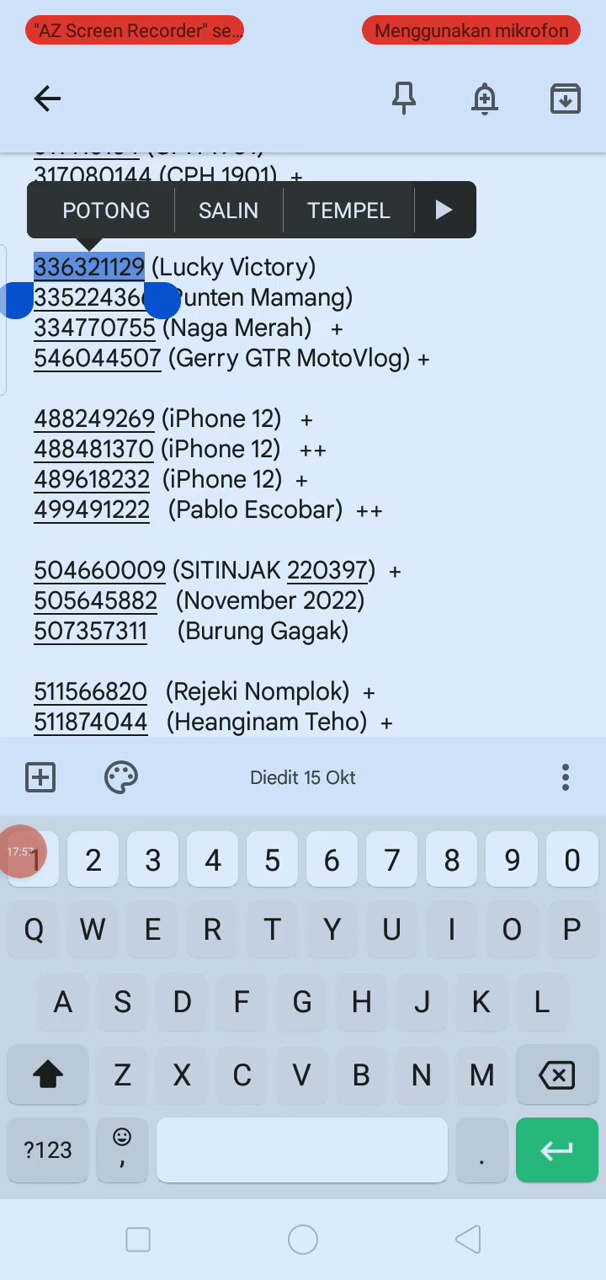 "AZ Screen Recorder" se...
Menggunakan mikrofon
317080144 (CPH 1901) +
POTONG SALIN TEMPEL
336321129 (Lucky Victory)
Punten Mamang)
334770755 (Naga Merah) +
546044507 (Gerry GTR MotoVlog) +
488249269 (iPhone 12) +
488481370 (iPhone 12) ++
489618232 (iPhone 12) +
499491222 (Pablo Escobar) ++
504660009 (SITINJAK 220397) +
505645882 (November 2022)
507357311 (Burung Gagak)
511566820 (Rejeki Nomplok) +
511874044 (Heanginam Teho) +
Diedit 15 Okt
1 2 3 4 5 6 7 8 9 0
Q W E R T Y U I O P
A S D F G H J K L
Z X C V B N M
?123 , .